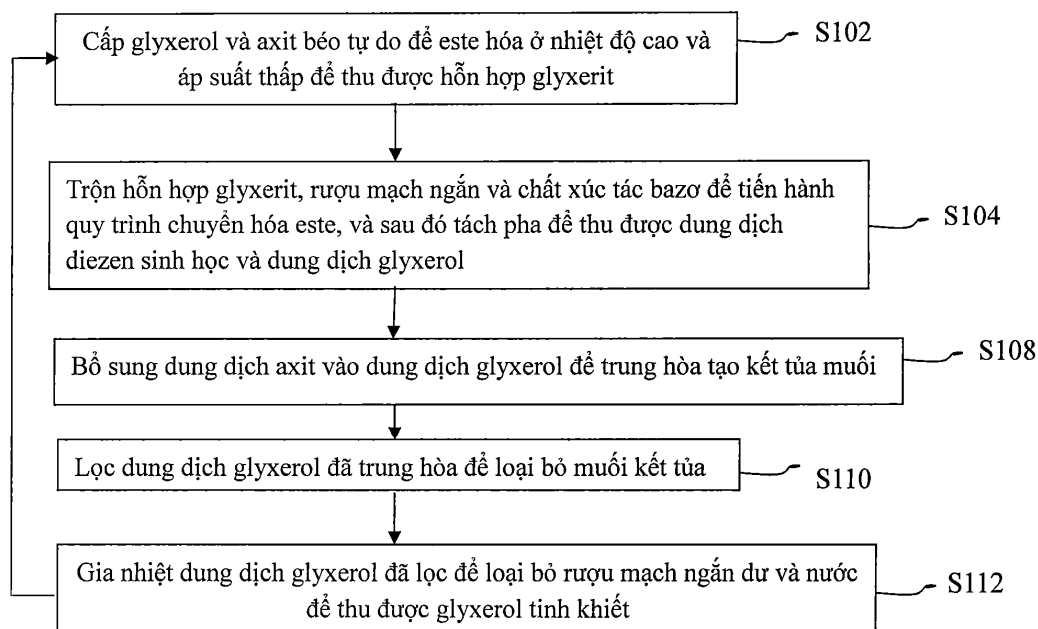 Cấp glyxerol và axit béo tự do để este hóa ở nhiệt độ cao và
áp suất thấp để thu được hỗn hợp glyxerit
S102
Trộn hỗn hợp glyxerit, rượu mạch ngắn và chất xúc tác bazơ để tiến hành
quy trình chuyển hóa este, và sau đó tách pha để thu được dung dịch
diezen sinh học và dung dịch glyxerol
S104
Bổ sung dung dịch axit vào dung dịch glyxerol để trung hòa tạo kết tủa muối
S108
Lọc dung dịch glyxerol đã trung hòa để loại bỏ muối kết tủa
S110
Gia nhiệt dung dịch glyxerol đã lọc để loại bỏ rượu mạch ngắn dư và nước
để thu được glyxerol tinh khiết
S112